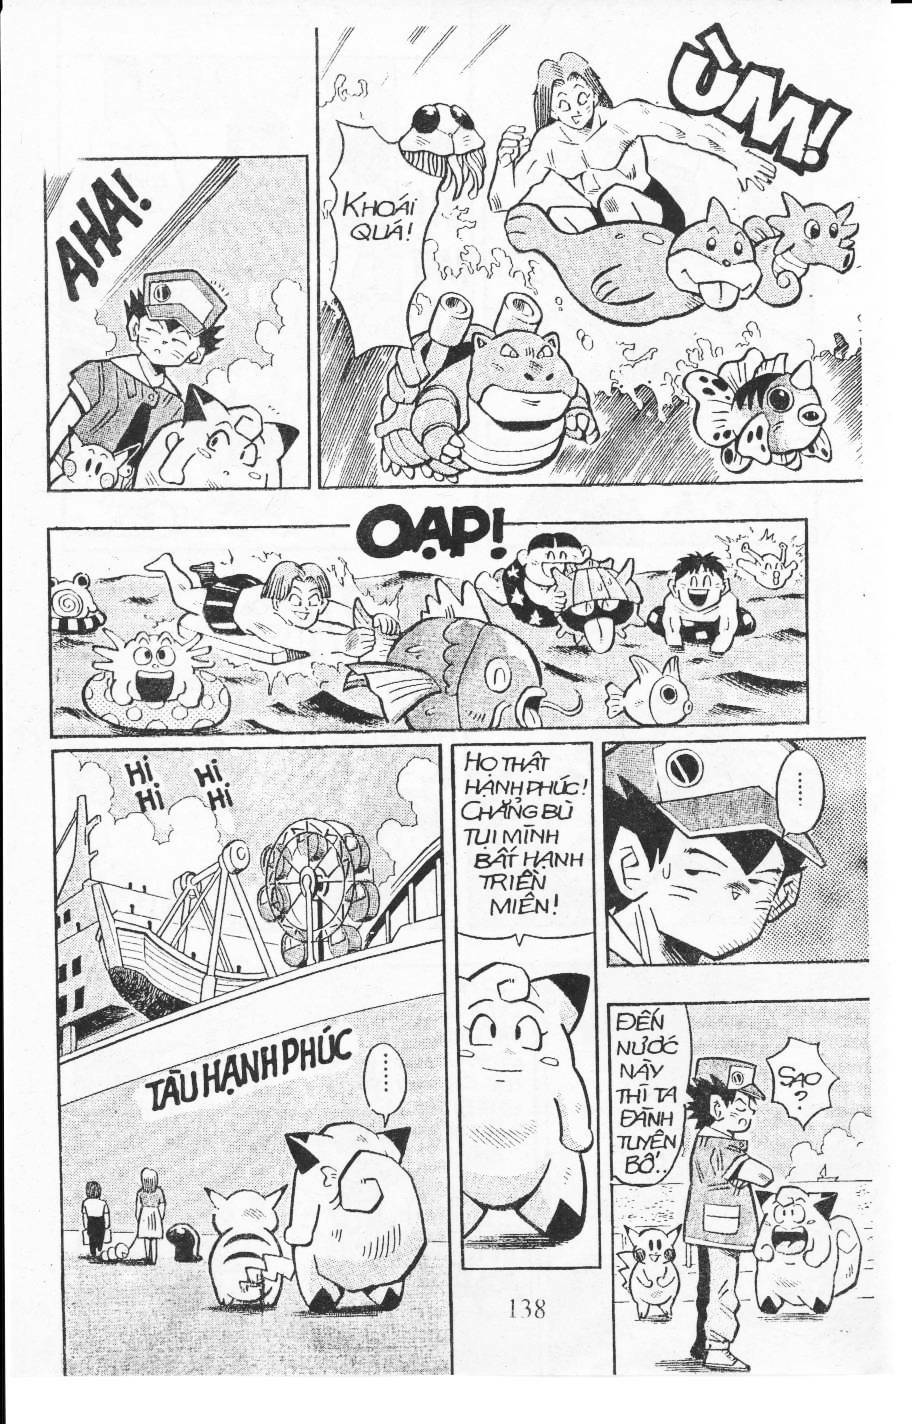 ÙM!
KHOÁI
QUÁ!
AHA!
OẠP!
HI
HI
HI
HI
TÀU HẠNH PHÚC
......
HỌ THẬT
HẠNH PHÚC!
CHẲNG BÙ
TỤI MÌNH
BẤT HẠNH
TRIỀN
MIÊN!
......
ĐẾN
NƯỚC
NÀY
THÌ TA
ĐÀNH
TUYÊN
BỐ!..
SAO
?
138